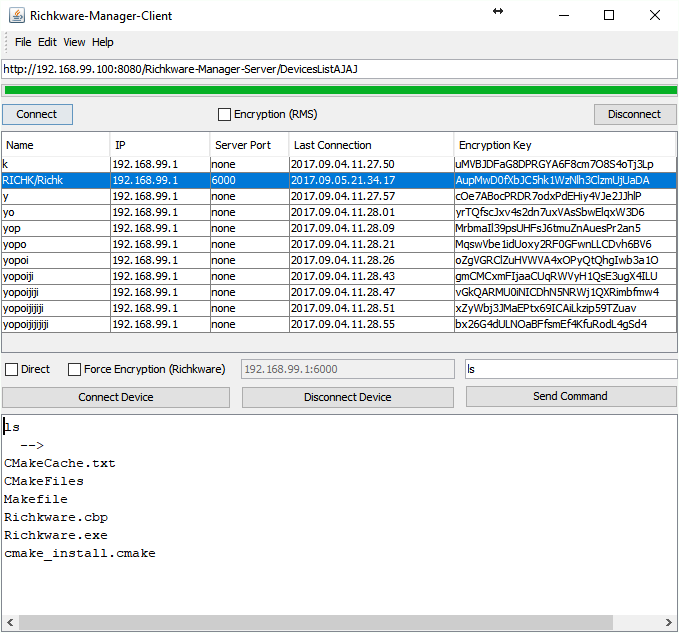 Richkware-Manager-Client
File Edit View Help
http://192.168.99.100:8080/Richkware-Manager-Server/DevicesListAJAJ
Connect Encryption (RMS) Disconnect
Name IP Server Port Last Connection Encryption Key
k 192.168.99.1 none 2017.09.04.11.27.50 uMVBJDFaG8DPRGYA6F8cm7O8S4oTj3Lp
RICHK/Richk 192.168.99.1 6000 2017.09.05.21.34.17 AupMwD0fXbJC5hk1WzNlh3ClzmUjUaDA
y 192.168.99.1 none 2017.09.04.11.27.57 cOe7ABocPRDR7odxPdEHiy4VJe2JJhlP
yo 192.168.99.1 none 2017.09.04.11.28.01 yrTQfscJxv4s2dn7uxVAsSbwElqxW3D6
yop 192.168.99.1 none 2017.09.04.11.28.09 MrbmaIl39psUHFsJ6tmuZnAuesPr2an5
yopo 192.168.99.1 none 2017.09.04.11.28.21 MqswVbe1idUoxy2RF0GFwnLLCDvh6BV6
yopoi 192.168.99.1 none 2017.09.04.11.28.26 oZgVGRClZuHVWVA4xOPyQtQhgIwb3a1O
yopoiji 192.168.99.1 none 2017.09.04.11.28.43 gmCMCxmFIjaaCUqRWVyH1QsE3ugX4ILU
yopoijiji 192.168.99.1 none 2017.09.04.11.28.47 vGkQARMU0iNICDhN5NRWj1QXRimbfmw4
yopoijijiji 192.168.99.1 none 2017.09.04.11.28.51 xZyWbj3JMaEPtx69ICAiLkzip59TZuav
yopoijijijiji 192.168.99.1 none 2017.09.04.11.28.55 bx26G4dULNOaBFfsmEf4KfuRodL4gSd4
Direct Force Encryption (Richkware) 192.168.99.1:6000 ls
Connect Device Disconnect Device Send Command
ls
-->
CMakeCache.txt
CMakeFiles
Makefile
Richkware.cbp
Richkware.exe
cmake_install.cmake